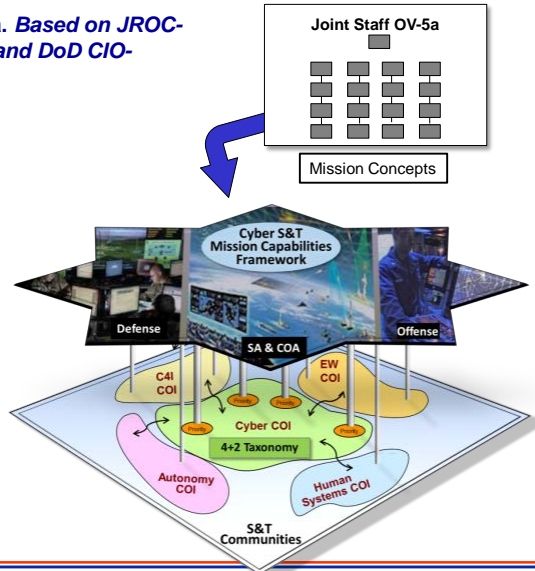 a. Based on JROC-
and DoD CIO-
Joint Staff OV-5a
Mission Concepts
Cyber S&T
Mission Capabilities
Framework
Defense
SA & COA
Offense
C4I
COI
EW
COI
Priority
Priority
Priority
Priority
Cyber COI
4+2 Taxonomy
Autonomy
COI
Human
Systems COI
S&T
Communities